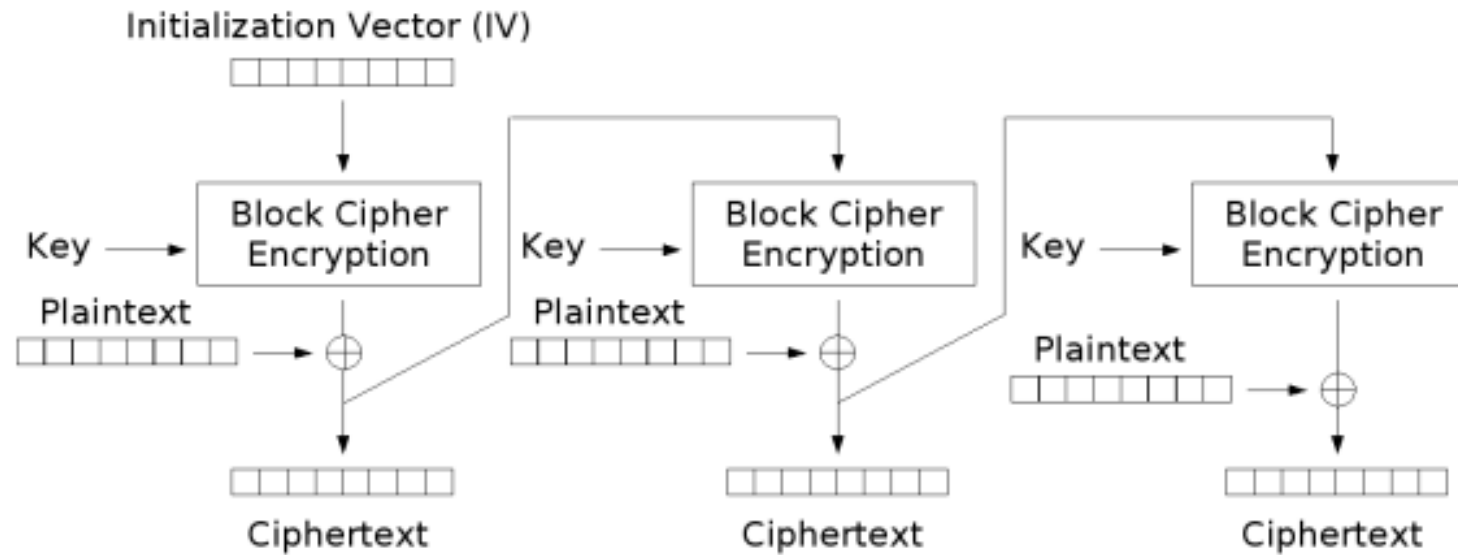 Initialization Vector (IV)
Block Cipher
Encryption
Key
Plaintext
Ciphertext
Block Cipher
Encryption
Key
Plaintext
Ciphertext
Block Cipher
Encryption
Key
Plaintext
Ciphertext